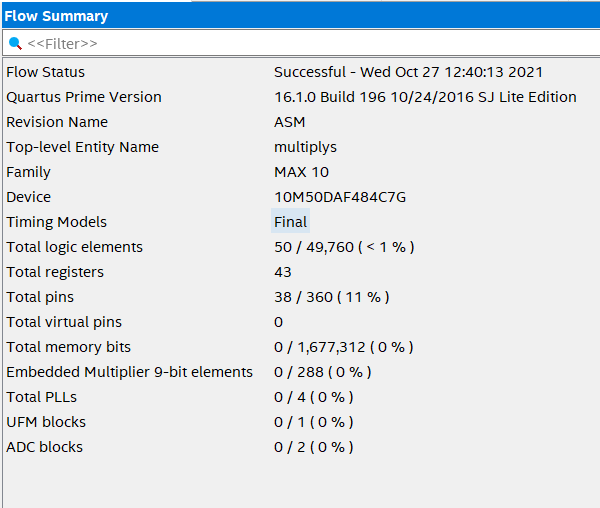 Flow Summary
<<Filter>>
Flow Status Successful - Wed Oct 27 12:40:13 2021
Quartus Prime Version 16.1.0 Build 196 10/24/2016 SJ Lite Edition
Revision Name ASM
Top-level Entity Name multiplys
Family MAX 10
Device 10M50DAF484C7G
Timing Models Final
Total logic elements 50 / 49,760 ( < 1 % )
Total registers 43
Total pins 38 / 360 ( 11 % )
Total virtual pins 0
Total memory bits 0 / 1,677,312 ( 0 % )
Embedded Multiplier 9-bit elements 0 / 288 ( 0 % )
Total PLLs 0 / 4 ( 0 % )
UFM blocks 0 / 1 ( 0 % )
ADC blocks 0 / 2 ( 0 % )